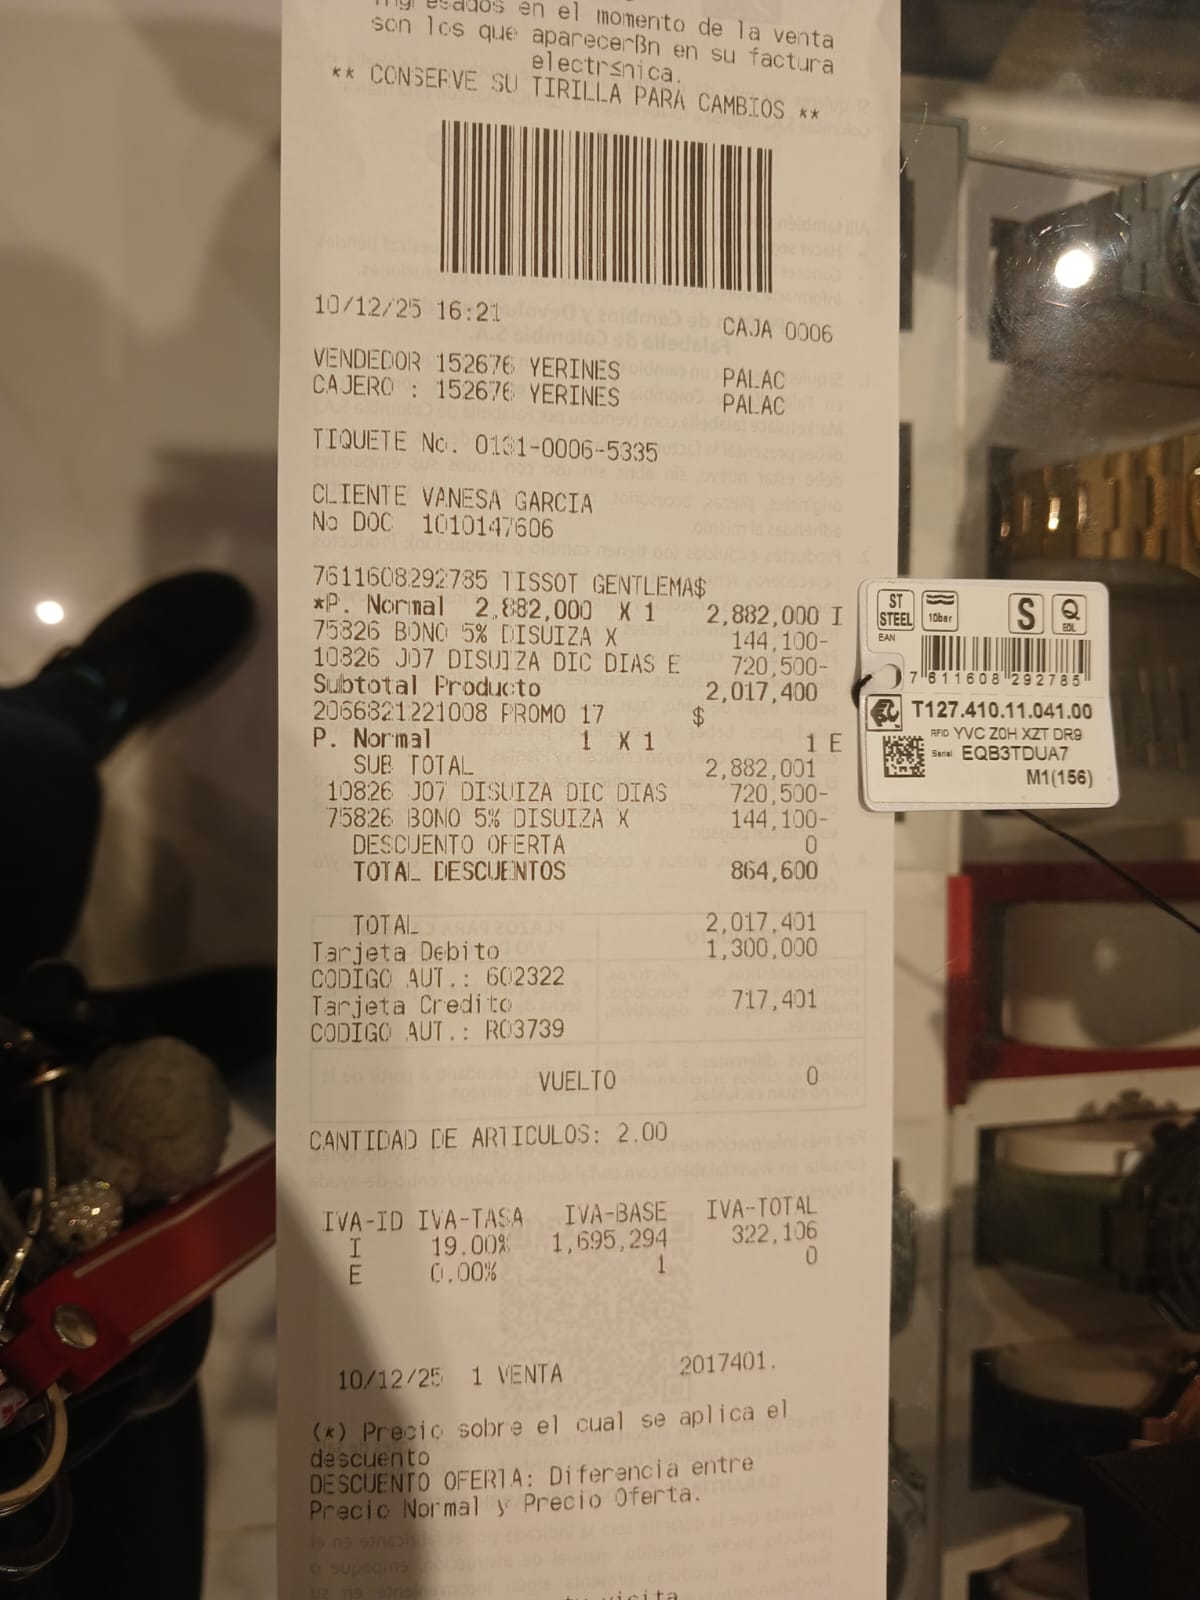 ingresados en el momento de la venta
son los que aparecerßn en su factura
electr≤nica.
** CONSERVE SU TIRILLA PARA CAMBIOS **
10/12/25 16:21 CAJA 0006
VENDEDOR 152676 YERINES PALAC
CAJERO : 152676 YERINES PALAC
TIQUETE No. 0131-0006-5335
CLIENTE VANESA GARCIA
No DOC 1010147606
7611608292785 TISSOT GENTLEMA$
*P. Normal 2,882,000 X 1 2,882,000 I
75826 BONO 5% DISUIZA X 144,100-
10826 J07 DISUIZA DIC DIAS E 720,500-
Subtotal Producto 2,017,400
2066821221008 PROMO 17 $
P. Normal 1 X 1 1 E
SUB TOTAL 2,882,001
10826 J07 DISUIZA DIC DIAS 720,500-
75826 BONO 5% DISUIZA X 144,100-
DESCUENTO OFERTA 0
TOTAL DESCUENTOS 864,600
TOTAL 2,017,401
Tarjeta Debito 1,300,000
CODIGO AUT.: 602322
Tarjeta Credito 717,401
CODIGO AUT.: R03739
VUELTO 0
CANTIDAD DE ARTICULOS: 2.00
IVA-ID IVA-TASA IVA-BASE IVA-TOTAL
I 19.00% 1,695,294 322,106
E 0.00% 1 0
10/12/25 1 VENTA 2017401.
(*) Precio sobre el cual se aplica el
descuento
DESCUENTO OFERTA: Diferencia entre
Precio Normal y Precio Oferta.
visita
ST
STEEL
10bar
S
Q
EOL
EAN
7 611608 292785
T127.410.11.041.00
RFID YVC Z0H XZT DR9
Serial EQB3TDUA7
M1(156)